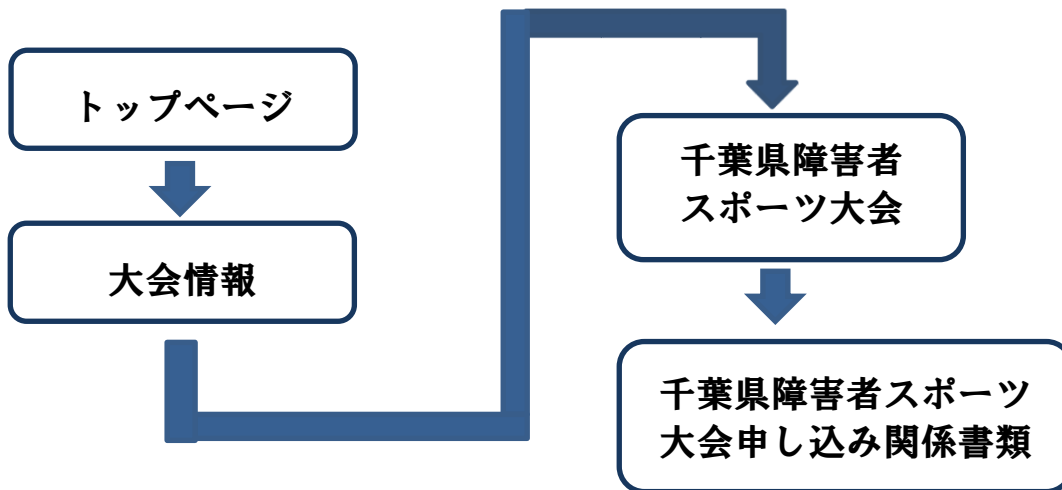 トップページ
大会情報
千葉県障害者
スポーツ大会
千葉県障害者スポーツ
大会申し込み関係書類